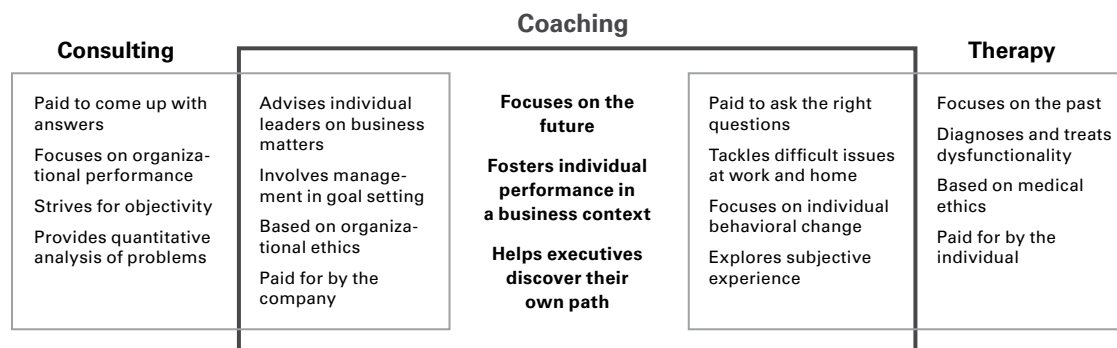 Coaching
Consulting
Therapy
Paid to come up with
answers
Focuses on organiza-
tional performance
Strives for objectivity
Provides quantitative
analysis of problems
Advises individual
leaders on business
matters
Involves manage-
ment in goal setting
Based on organiza-
tional ethics
Paid for by the
company
Focuses on the
future
Fosters individual
performance in
a business context
Helps executives
discover their
own path
Paid to ask the right
questions
Tackles difficult issues
at work and home
Focuses on individual
behavioral change
Explores subjective
experience
Focuses on the past
Diagnoses and treats
dysfunctionality
Based on medical
ethics
Paid for by the
individual